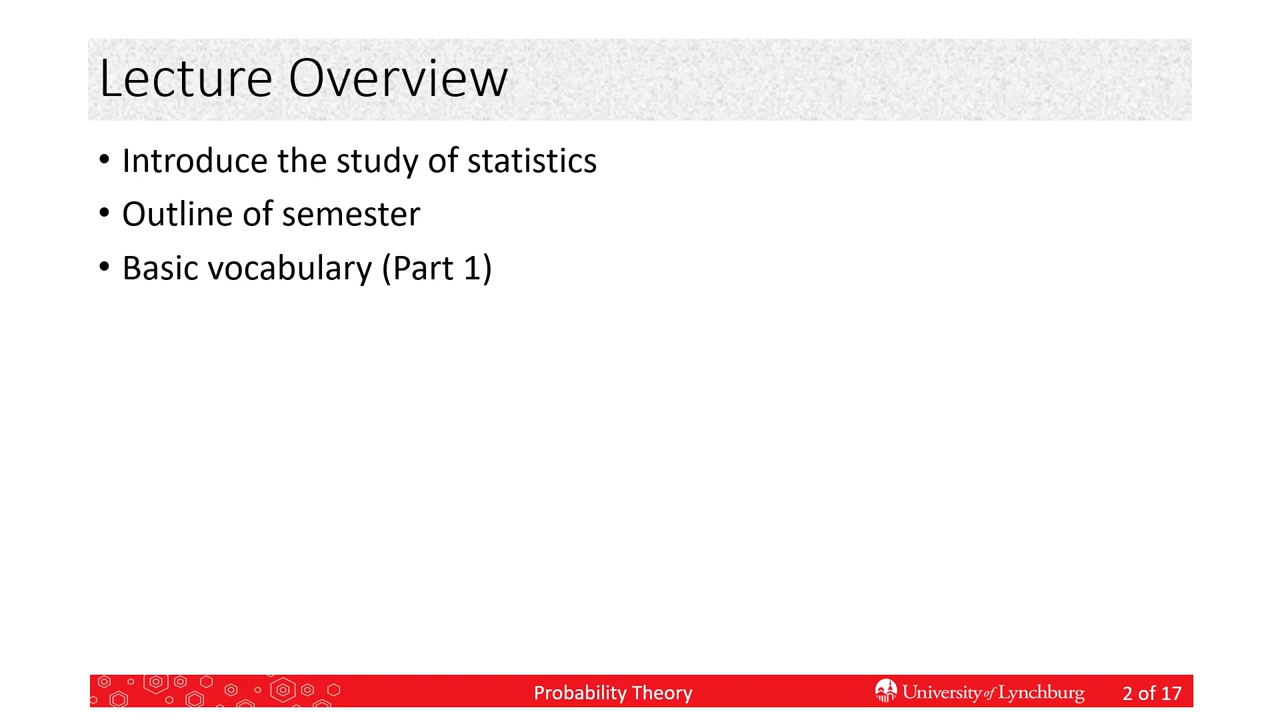 Lecture Overview
• Introduce the study of statistics
• Outline of semester
• Basic vocabulary (Part 1)
Probability Theory
University of Lynchburg
2 of 17